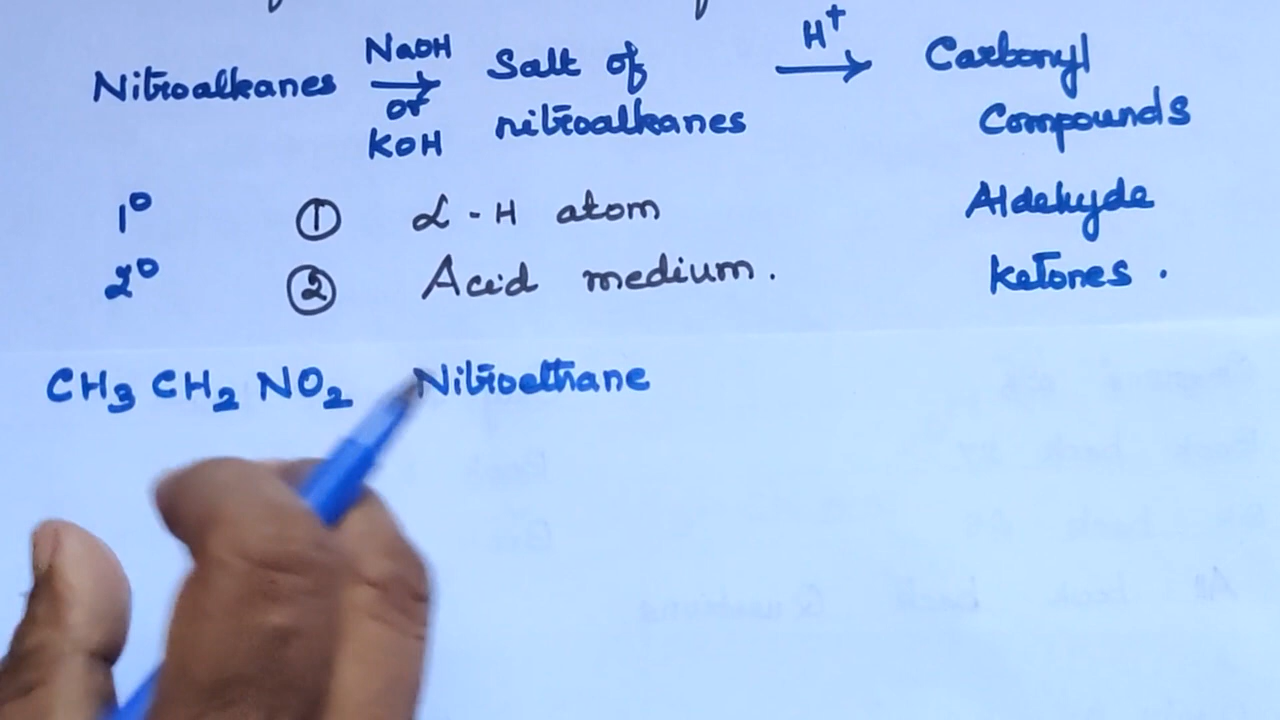 Nitroalkanes NaOH or KOH → Salt of nitroalkanes H⁺ → Carbonyl Compounds
1° ① α - H atom Aldehyde
2° ② Acid medium. Ketones.
CH₃ CH₂ NO₂ Nitroethane